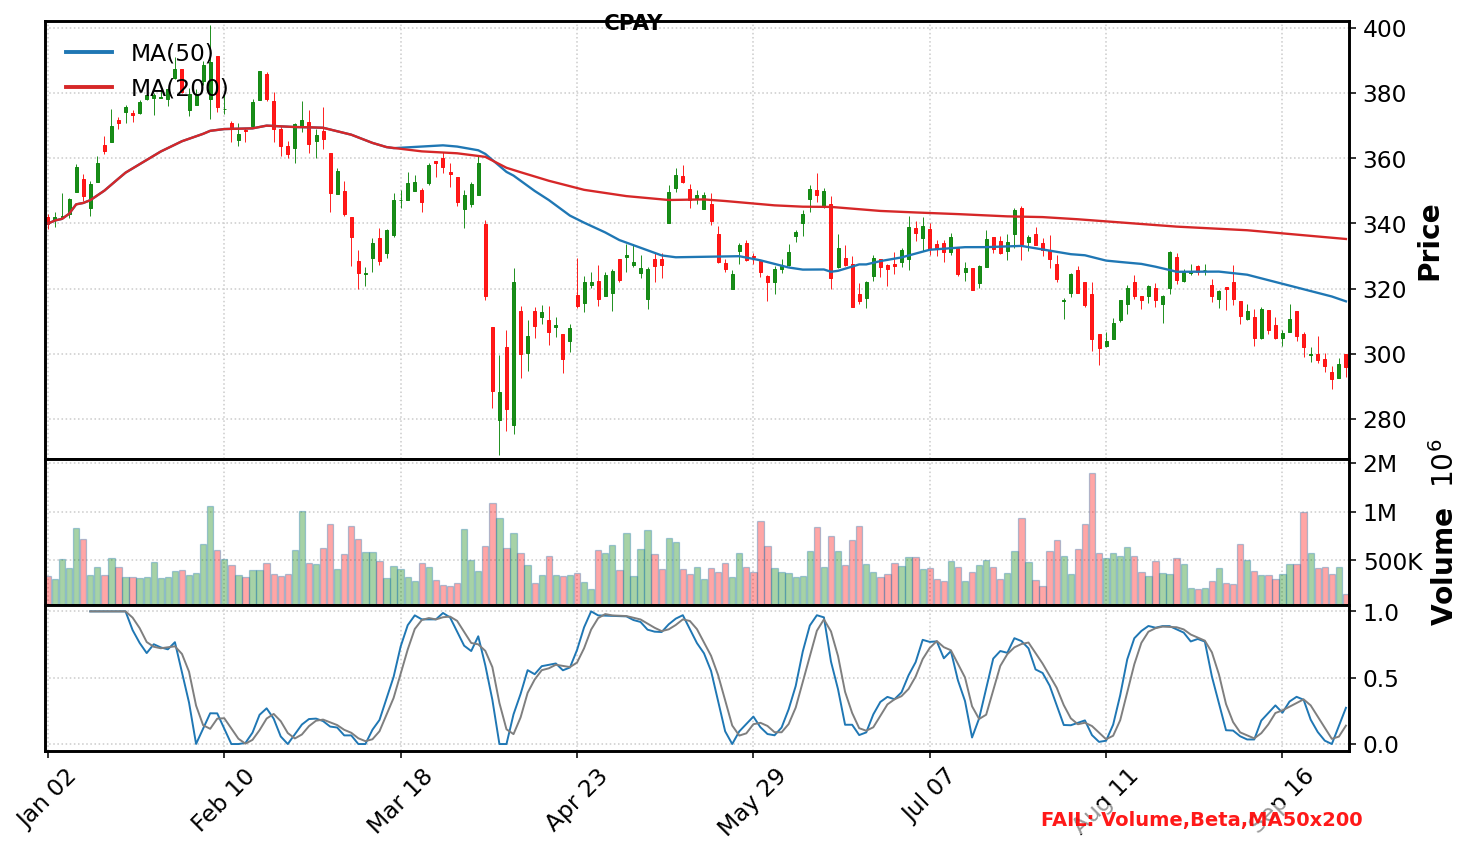 CPAY
MA(50)
MA(200)
400
380
360
340
320
300
280
Price
2M
1M
500K
Volume 10^6
1.0
0.5
0.0
Jan 02
Feb 10
Mar 18
Apr 23
May 29
Jul 07
Aug 11
Sep 16
FAIL: Volume,Beta,MA50x200